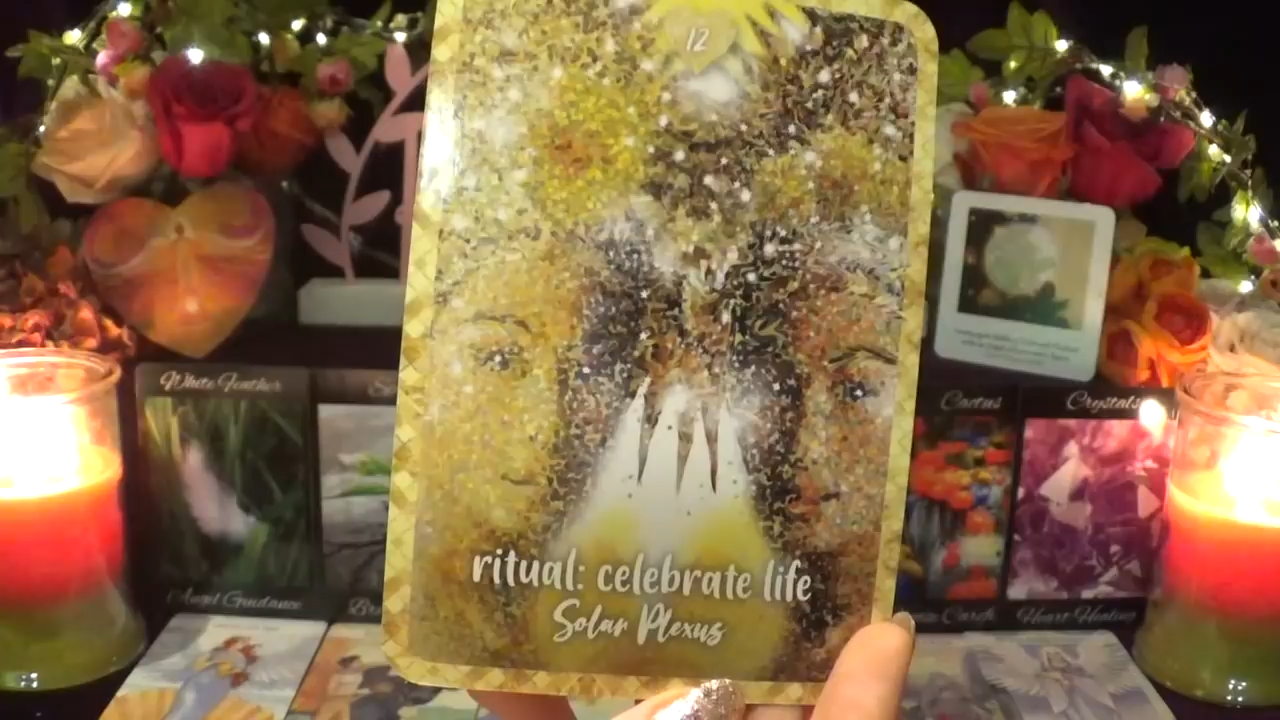 12
White Feather
Cactus
Crystals
ritual: celebrate life
Solar Plexus
Angel Guidance
Heart Healing